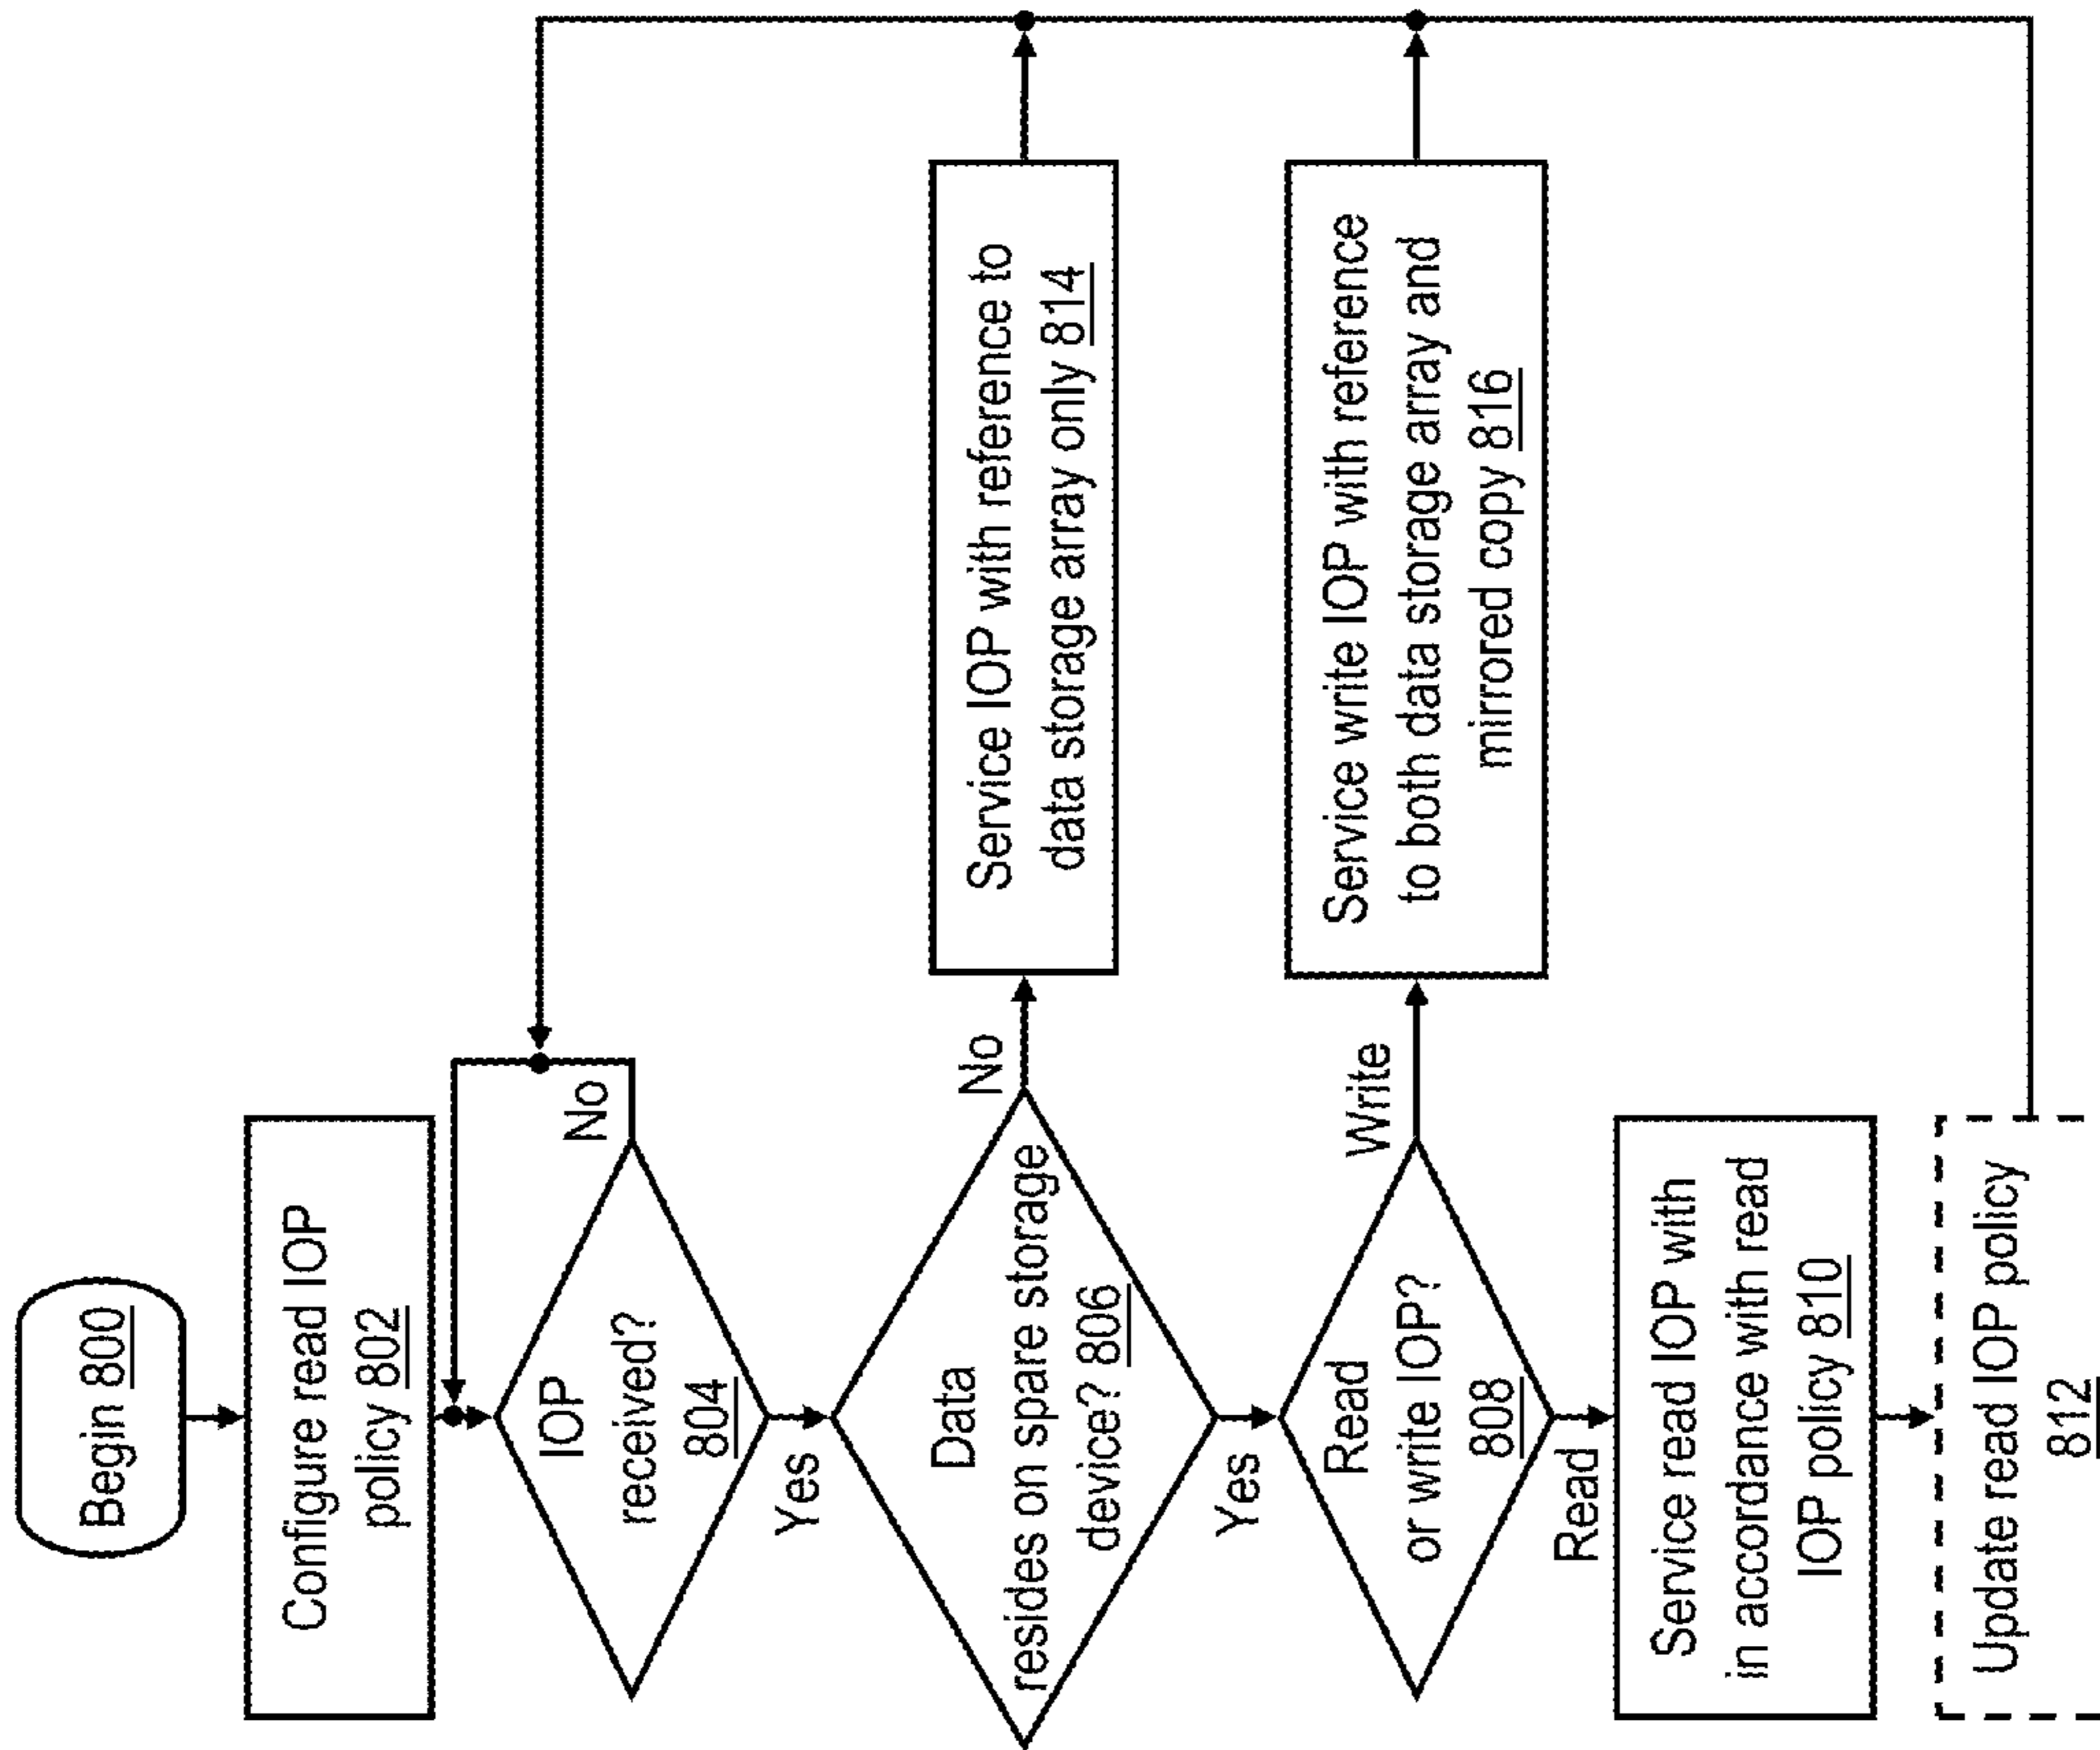 Begin 800
Configure read IOP
policy 802
IOP
received?
804
No
Yes
Data
resides on spare storage
device? 806
No
Service IOP with reference to
data storage array only 814
Yes
Read
or write IOP?
808
Write
Service write IOP with reference
to both data storage array and
mirrored copy 816
Read
Service read IOP with
in accordance with read
IOP policy 810
Update read IOP policy
812